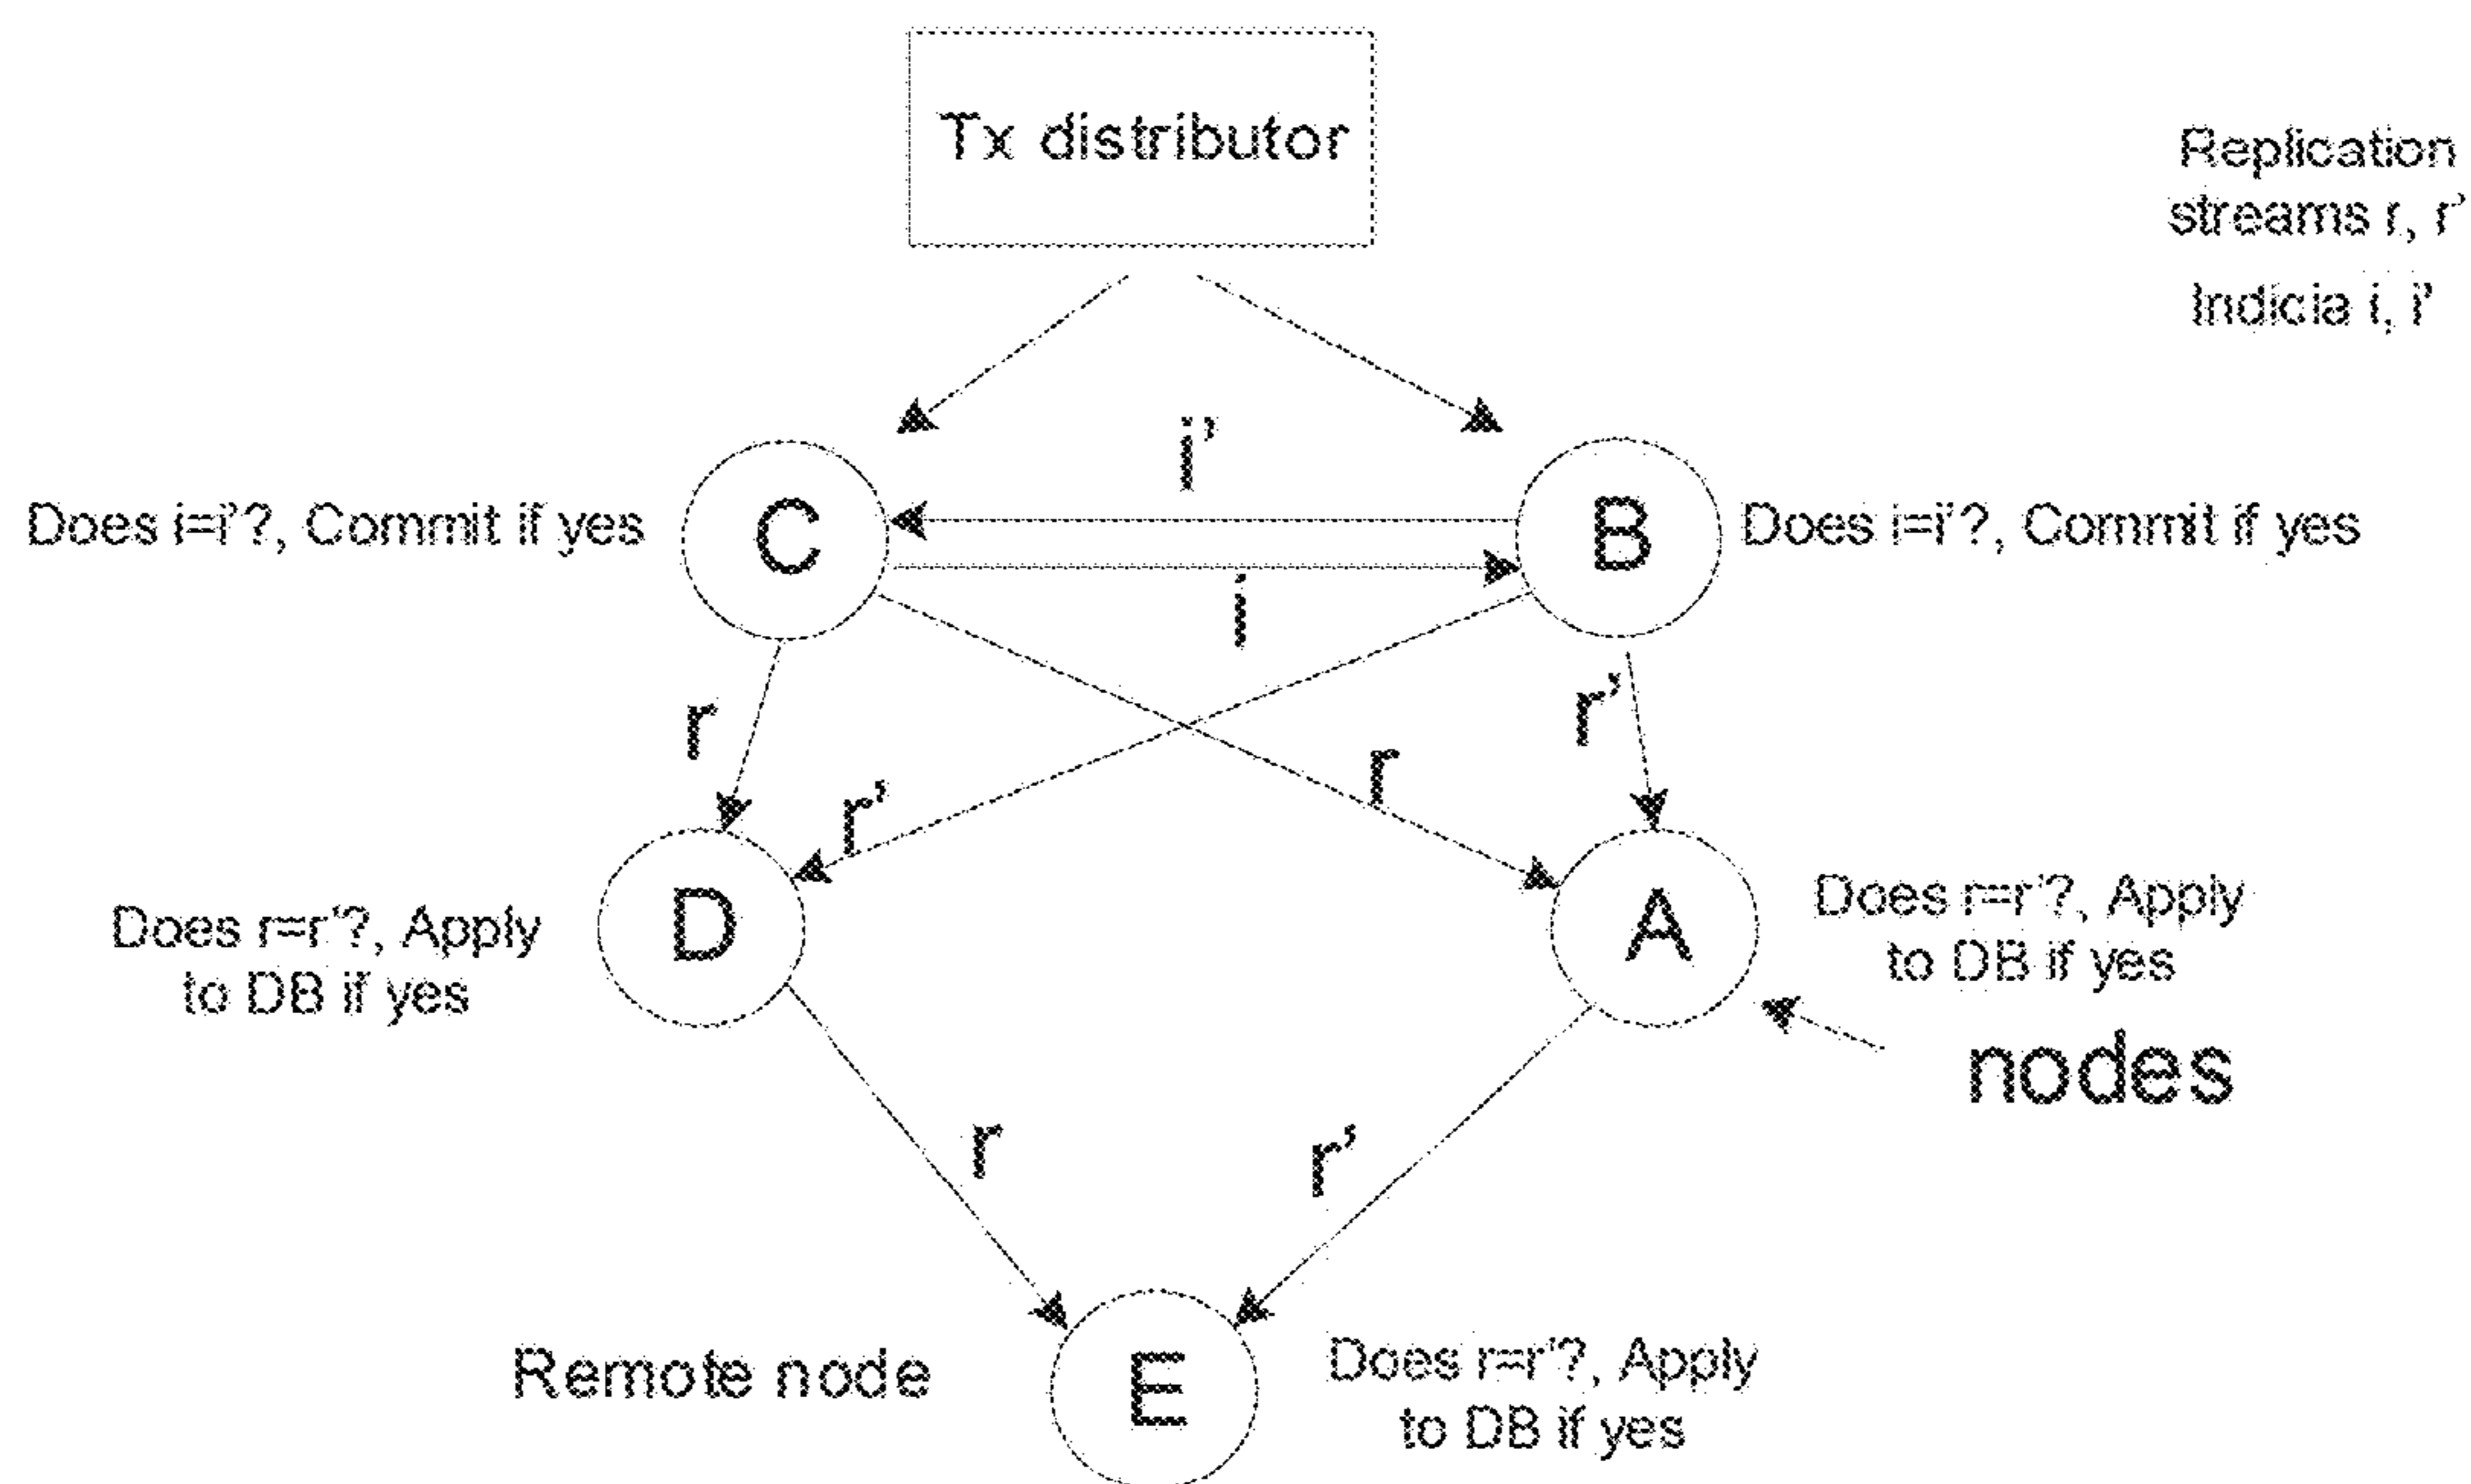 Tx distributor
Replication
streams r, r’
Indicia i, i’
i’
C
B
Does i=i’?, Commit if yes
Does i=i’?, Commit if yes
i
r
r’
r’
r
D
A
Does r=r’?, Apply
to DB if yes
Does r=r’?, Apply
to DB if yes
nodes
r
r’
Remote node
E
Does r=r’?, Apply
to DB if yes